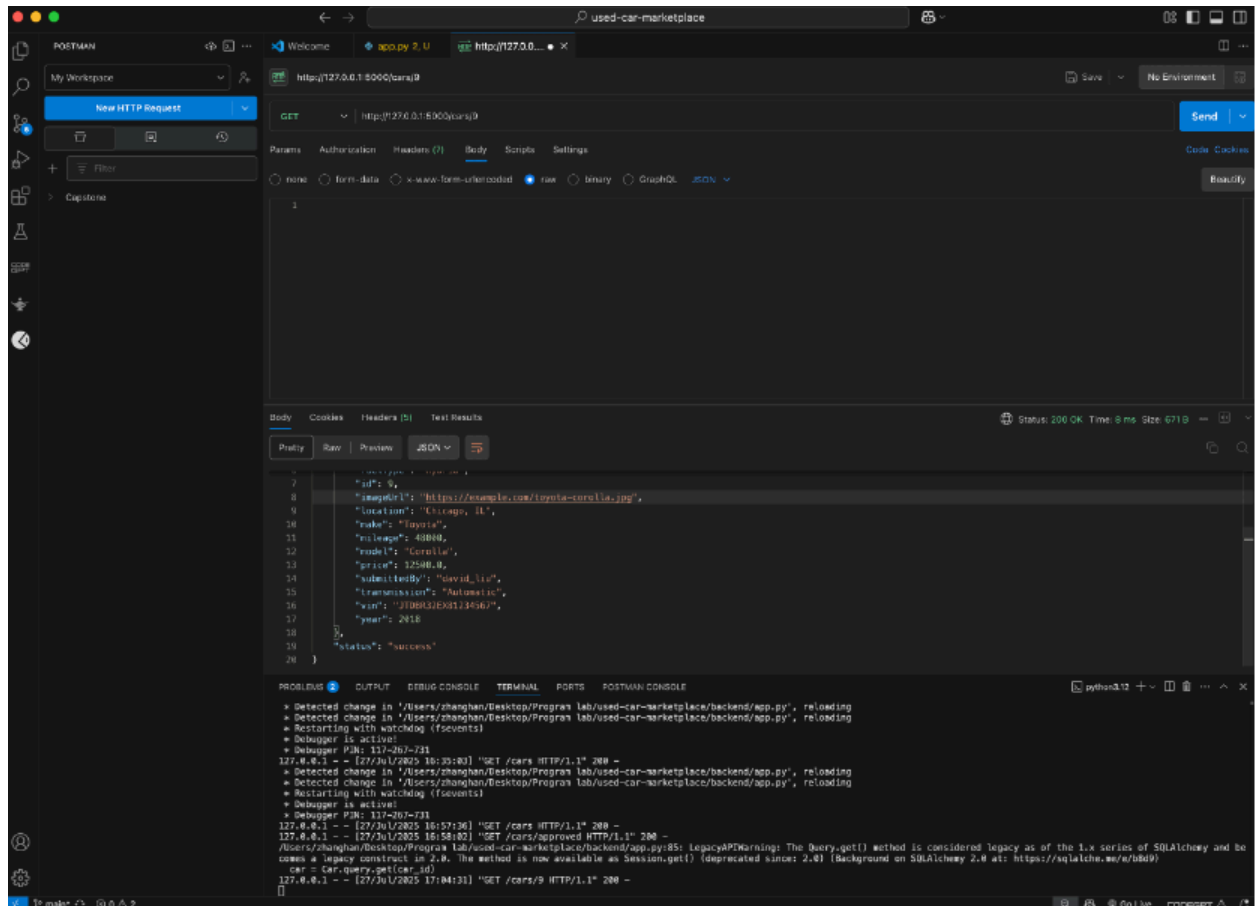 used-car-marketplace
POSTMAN
Welcome
app.py 2, U
http://127.0.0....
My Workspace
http://127.0.0.1:5000/cars/9
Save
No Environment
New HTTP Request
GET
http://127.0.0.1:5000/cars/9
Send
Params Authorization Headers (7) Body Scripts Settings
Code Cookies
Filter
none form-data x-www-form-urlencoded raw binary GraphQL JSON
Beautify
Capstone
1
Body Cookies Headers (5) Test Results
Status: 200 OK Time: 8 ms Size: 671 B
Pretty Raw Preview JSON
7 "id": 9,
8 "imageUrl": "https://example.com/toyota-corolla.jpg",
9 "location": "Chicago, IL",
10 "make": "Toyota",
11 "mileage": 48000,
12 "model": "Corolla",
13 "price": 12500.0,
14 "submittedBy": "david_liu",
15 "transmission": "Automatic",
16 "vin":
17 "year": 2018
18 },
19 "status": "success"
20 }
PROBLEMS 2 OUTPUT DEBUG CONSOLE TERMINAL PORTS POSTMAN CONSOLE
python3.12
* Detected change in '/Users/zhanghan/Desktop/Program lab/used-car-marketplace/backend/app.py', reloading
* Detected change in '/Users/zhanghan/Desktop/Program lab/used-car-marketplace/backend/app.py', reloading
* Restarting with watchdog (fsevents)
* Debugger is active!
* Debugger PIN: 117-267-731
127.0.0.1 - - [27/Jul/2025 16:35:03] "GET /cars HTTP/1.1" 200 -
* Detected change in '/Users/zhanghan/Desktop/Program lab/used-car-marketplace/backend/app.py', reloading
* Detected change in '/Users/zhanghan/Desktop/Program lab/used-car-marketplace/backend/app.py', reloading
* Restarting with watchdog (fsevents)
* Debugger is active!
* Debugger PIN: 117-267-731
127.0.0.1 - - [27/Jul/2025 16:57:36] "GET /cars HTTP/1.1" 200 -
127.0.0.1 - - [27/Jul/2025 16:58:02] "GET /cars/approved HTTP/1.1" 200 -
/Users/zhanghan/Desktop/Program lab/used-car-marketplace/backend/app.py:85: LegacyAPIWarning: The Query.get() method is considered legacy as of the 1.x series of SQLAlchemy and be
comes a legacy construct in 2.0. The method is now available as Session.get() (deprecated since: 2.0) (Background on SQLAlchemy 2.0 at: https://sqlalche.me/e/b8d9)
car = Car.query.get(car_id)
127.0.0.1 - - [27/Jul/2025 17:04:31] "GET /cars/9 HTTP/1.1" 200 -
Go Live